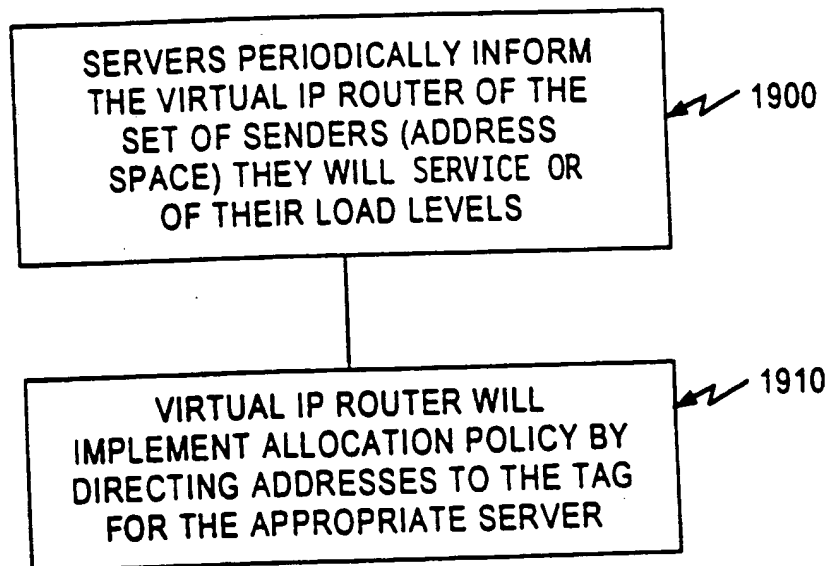 SERVERS PERIODICALLY INFORM
THE VIRTUAL IP ROUTER OF THE
SET OF SENDERS (ADDRESS
SPACE) THEY WILL SERVICE OR
OF THEIR LOAD LEVELS
1900
VIRTUAL IP ROUTER WILL
IMPLEMENT ALLOCATION POLICY BY
DIRECTING ADDRESSES TO THE TAG
FOR THE APPROPRIATE SERVER
1910